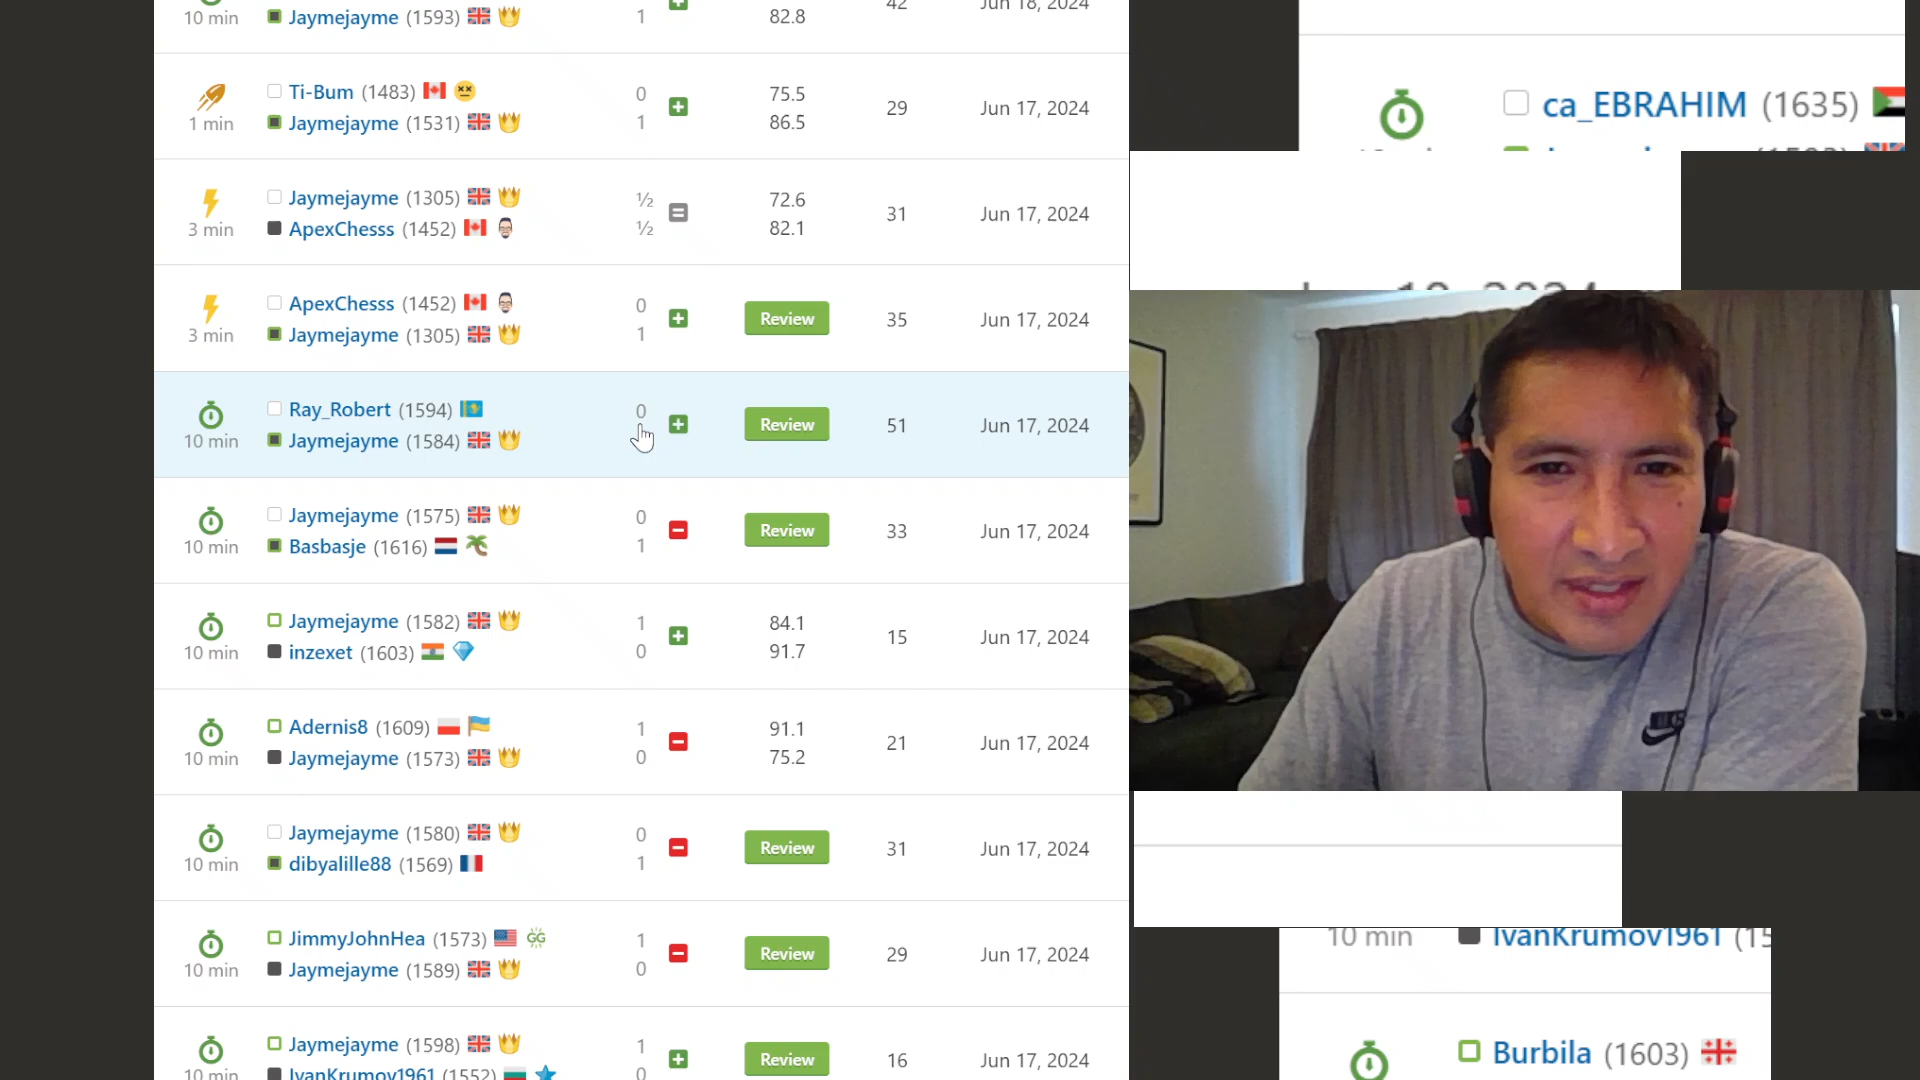 10 min Jaymejayme (1593) 1 82.8 42 Jun 18, 2024
Ti-Bum (1483) 0 75.5
1 min Jaymejayme (1531) 1 86.5 29 Jun 17, 2024
Jaymejayme (1305) ½ 72.6
3 min ApexChesss (1452) ½ 82.1 31 Jun 17, 2024
ApexChesss (1452) 0
3 min Jaymejayme (1305) 1 Review 35 Jun 17, 2024
Ray_Robert (1594) 0
10 min Jaymejayme (1584) Review 51 Jun 17, 2024
Jaymejayme (1575) 0
10 min Basbasje (1616) 1 Review 33 Jun 17, 2024
Jaymejayme (1582) 1 84.1
10 min inzexet (1603) 0 91.7 15 Jun 17, 2024
Adernis8 (1609) 1 91.1
10 min Jaymejayme (1573) 0 75.2 21 Jun 17, 2024
Jaymejayme (1580) 0
10 min dibyalille88 (1569) 1 Review 31 Jun 17, 2024
JimmyJohnHea (1573) GG 1
10 min Jaymejayme (1589) 0 Review 29 Jun 17, 2024
Jaymejayme (1598) 1
10 min IvanKrumov1961 (1552) 0 Review 16 Jun 17, 2024
ca_EBRAHIM (1635)
10 min IvanKrumov1961 (15
Burbila (1603)